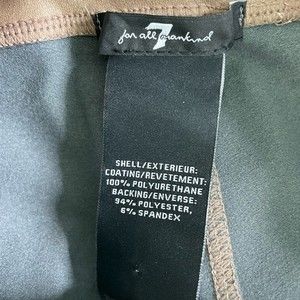 7
for all mankind
SHELL/EXTERIEUR:
COATING/REVETEMENT:
100% POLYURETHANE
BACKING/ENVERSE:
94% POLYESTER,
6% SPANDEX